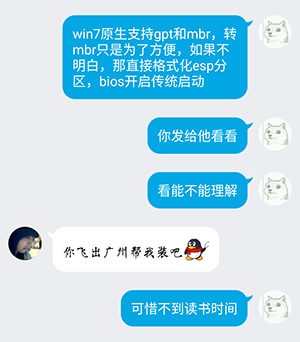 win7原生支持gpt和mbr，转
mbr只是为了方便，如果不
明白，那直接格式化esp分
区，bios开启传统启动
你发给他看看
看能不能理解
你飞出广州帮我装吧
可惜不到读书时间